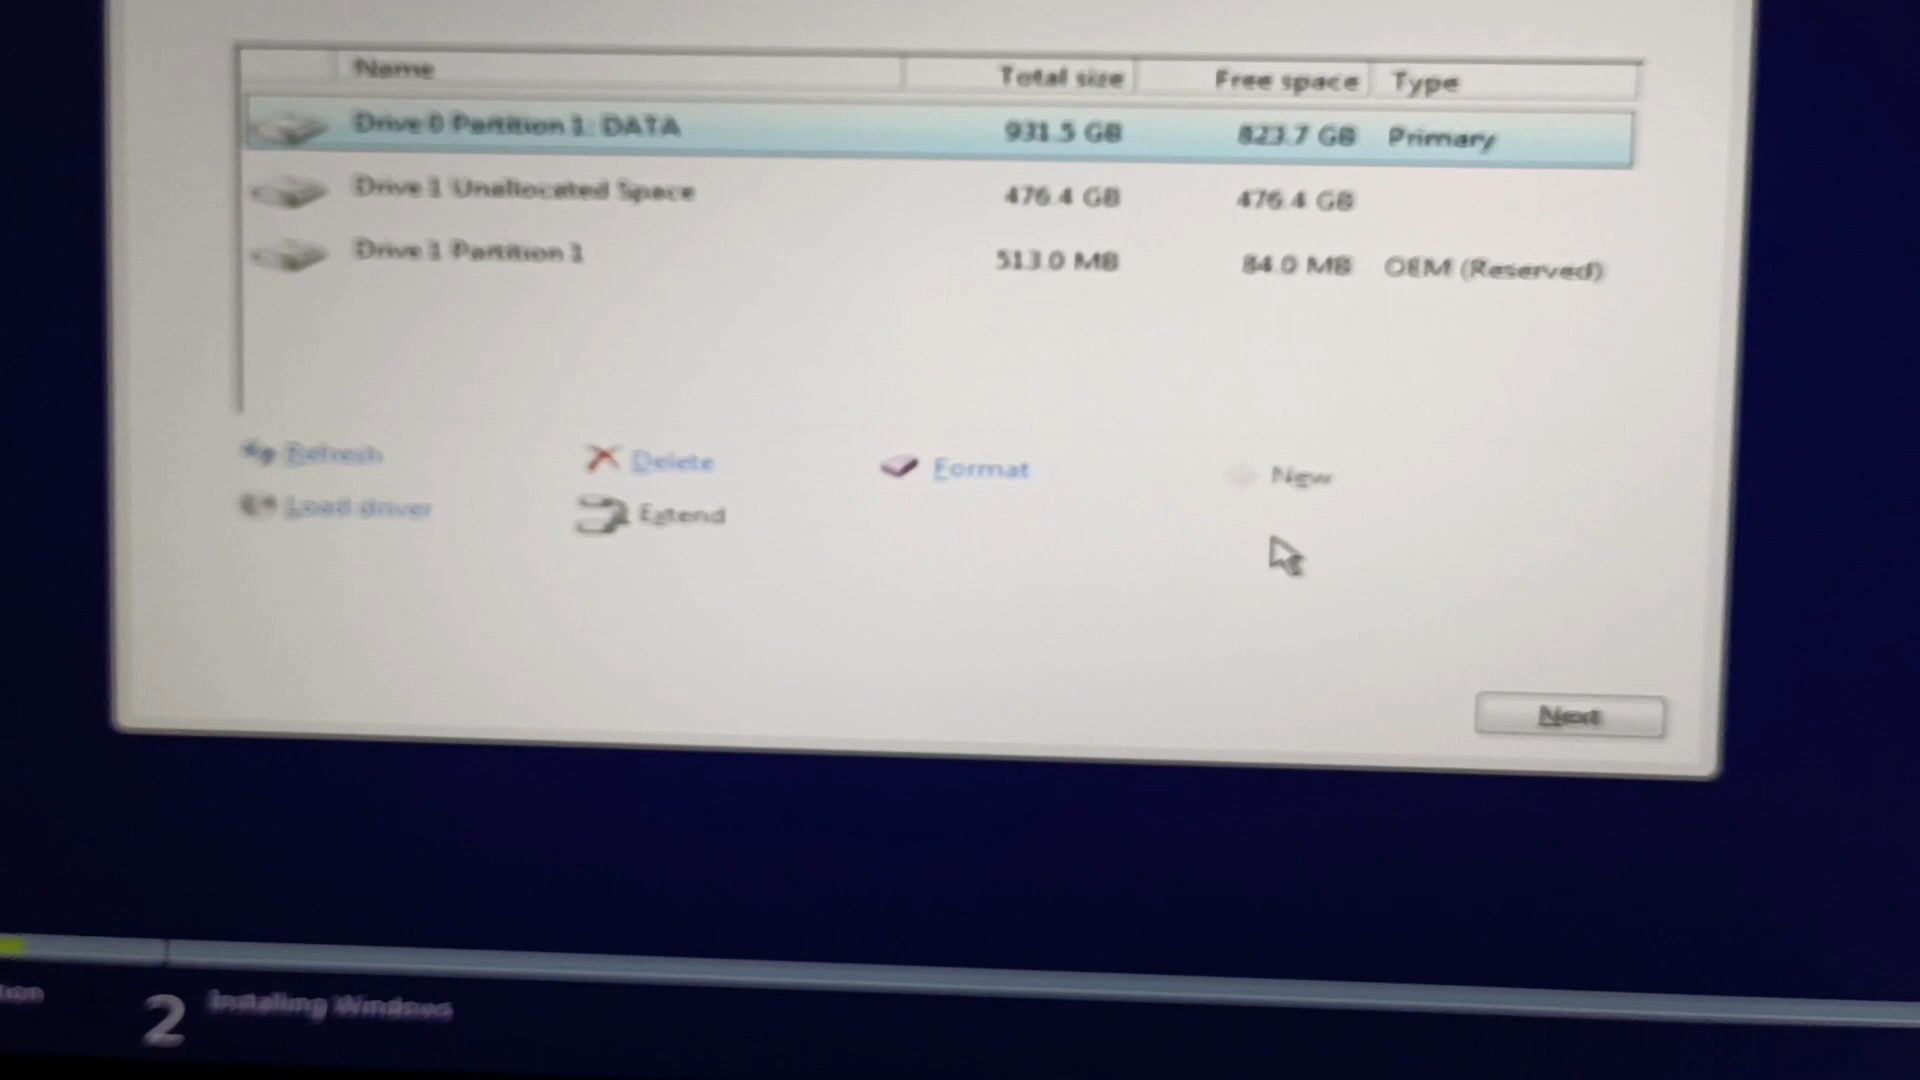 Name Total size Free space Type
Drive 0 Partition 1: DATA 931.5 GB 823.7 GB Primary
Drive 1 Unallocated Space 476.4 GB 476.4 GB
Drive 1 Partition 1 513.0 MB 84.0 MB OEM (Reserved)
Refresh Delete Format New
Load driver Extend
Next
2 Installing Windows